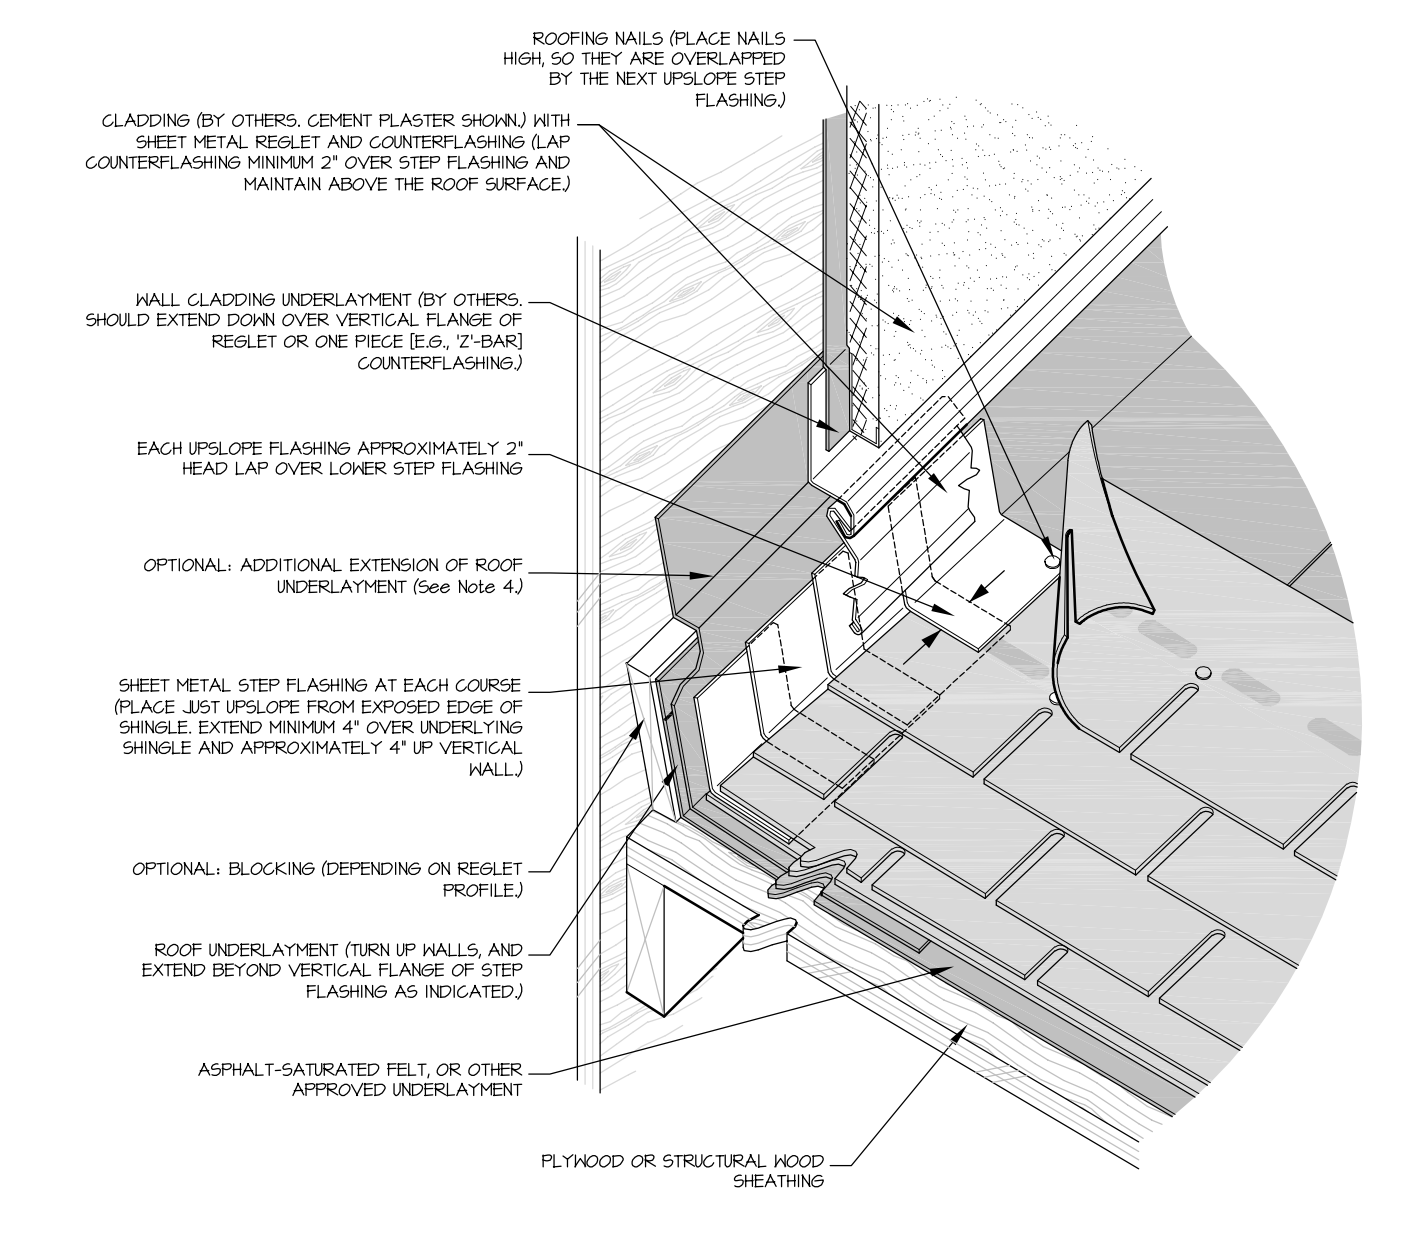 ROOFING NAILS (PLACE NAILS
HIGH, SO THEY ARE OVERLAPPED
BY THE NEXT UPSLOPE STEP
FLASHING.)
CLADDING (BY OTHERS. CEMENT PLASTER SHOWN.) WITH
SHEET METAL REGLET AND COUNTERFLASHING (LAP
COUNTERFLASHING MINIMUM 2" OVER STEP FLASHING AND
MAINTAIN ABOVE THE ROOF SURFACE.)
WALL CLADDING UNDERLAYMENT (BY OTHERS.
SHOULD EXTEND DOWN OVER VERTICAL FLANGE OF
REGLET OR ONE PIECE [E.G., 'Z'-BAR]
COUNTERFLASHING.)
EACH UPSLOPE FLASHING APPROXIMATELY 2"
HEAD LAP OVER LOWER STEP FLASHING
OPTIONAL: ADDITIONAL EXTENSION OF ROOF
UNDERLAYMENT (See Note 4.)
SHEET METAL STEP FLASHING AT EACH COURSE
(PLACE JUST UPSLOPE FROM EXPOSED EDGE OF
SHINGLE. EXTEND MINIMUM 4" OVER UNDERLYING
SHINGLE AND APPROXIMATELY 4" UP VERTICAL
WALL.)
OPTIONAL: BLOCKING (DEPENDING ON REGLET
PROFILE.)
ROOF UNDERLAYMENT (TURN UP WALLS, AND
EXTEND BEYOND VERTICAL FLANGE OF STEP
FLASHING AS INDICATED.)
ASPHALT-SATURATED FELT, OR OTHER
APPROVED UNDERLAYMENT
PLYWOOD OR STRUCTURAL WOOD
SHEATHING